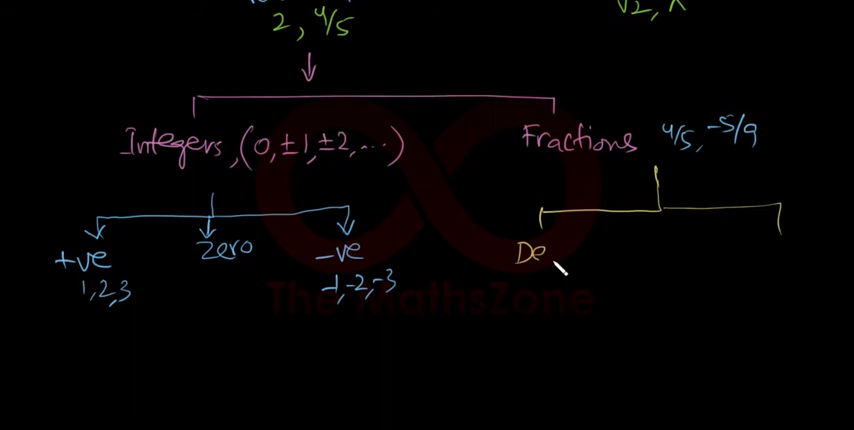 2, 4/5
√2, π
Integers, (0, ±1, ±2, ...)
Fractions 4/5, -5/9
+ve
Zero
-ve
De
1, 2, 3
-1, -2, -3
The MathsZone